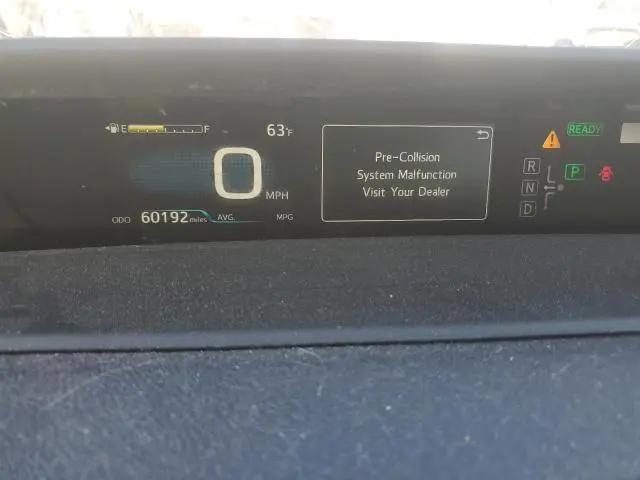 E F 63°F
0 MPH
ODO 60192 miles AVG. MPG
Pre-Collision
System Malfunction
Visit Your Dealer
READY
R
P
N
D